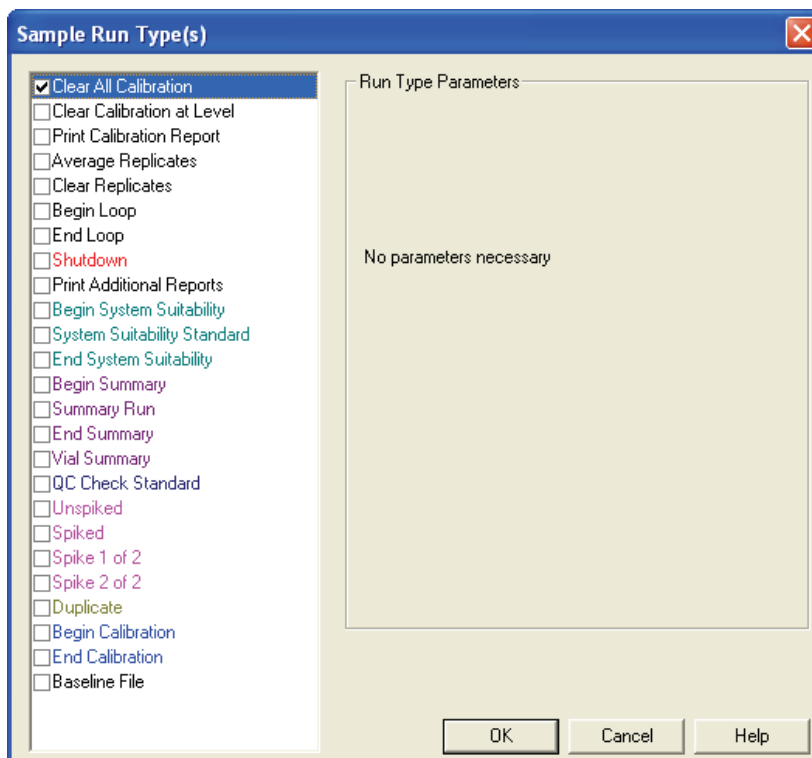 Sample Run Type(s)
Clear All Calibration
Clear Calibration at Level
Print Calibration Report
Average Replicates
Clear Replicates
Begin Loop
End Loop
Shutdown
Print Additional Reports
Begin System Suitability
System Suitability Standard
End System Suitability
Begin Summary
Summary Run
End Summary
Vial Summary
QC Check Standard
Unspiked
Spiked
Spike 1 of 2
Spike 2 of 2
Duplicate
Begin Calibration
End Calibration
Baseline File
Run Type Parameters
No parameters necessary
OK Cancel Help